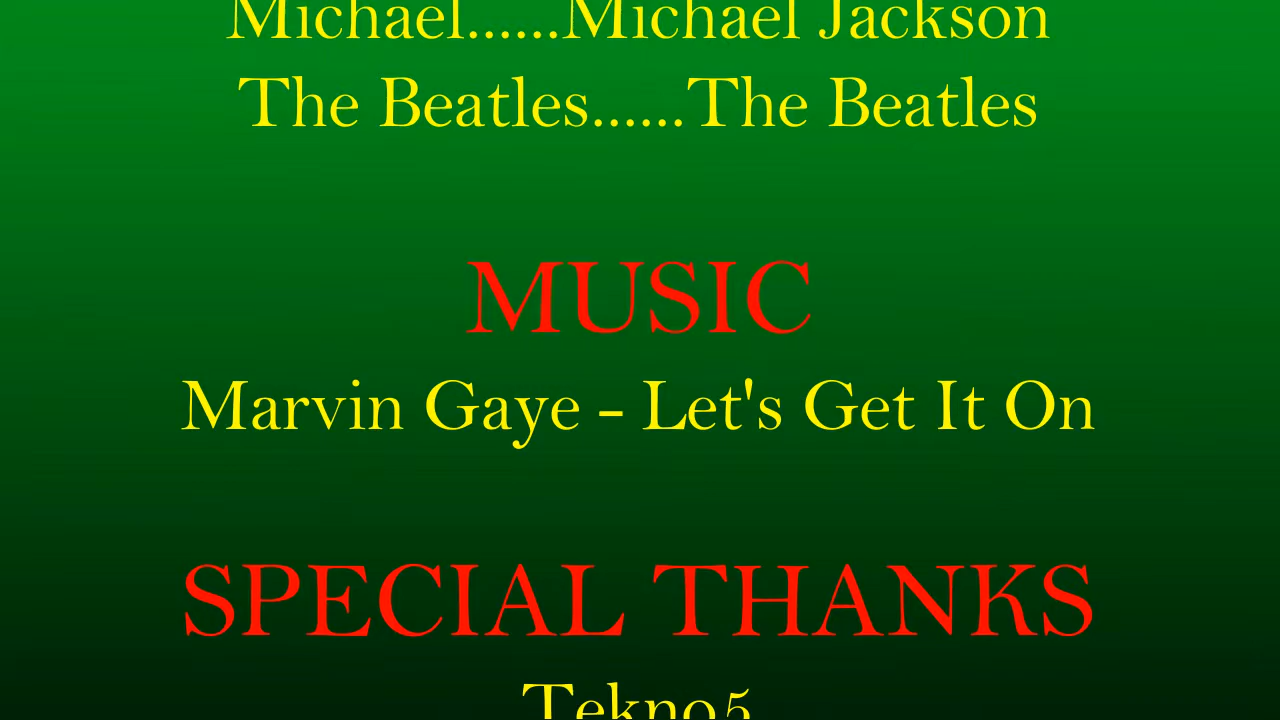 Michael......Michael Jackson
The Beatles......The Beatles
MUSIC
Marvin Gaye - Let's Get It On
SPECIAL THANKS
Tekno5